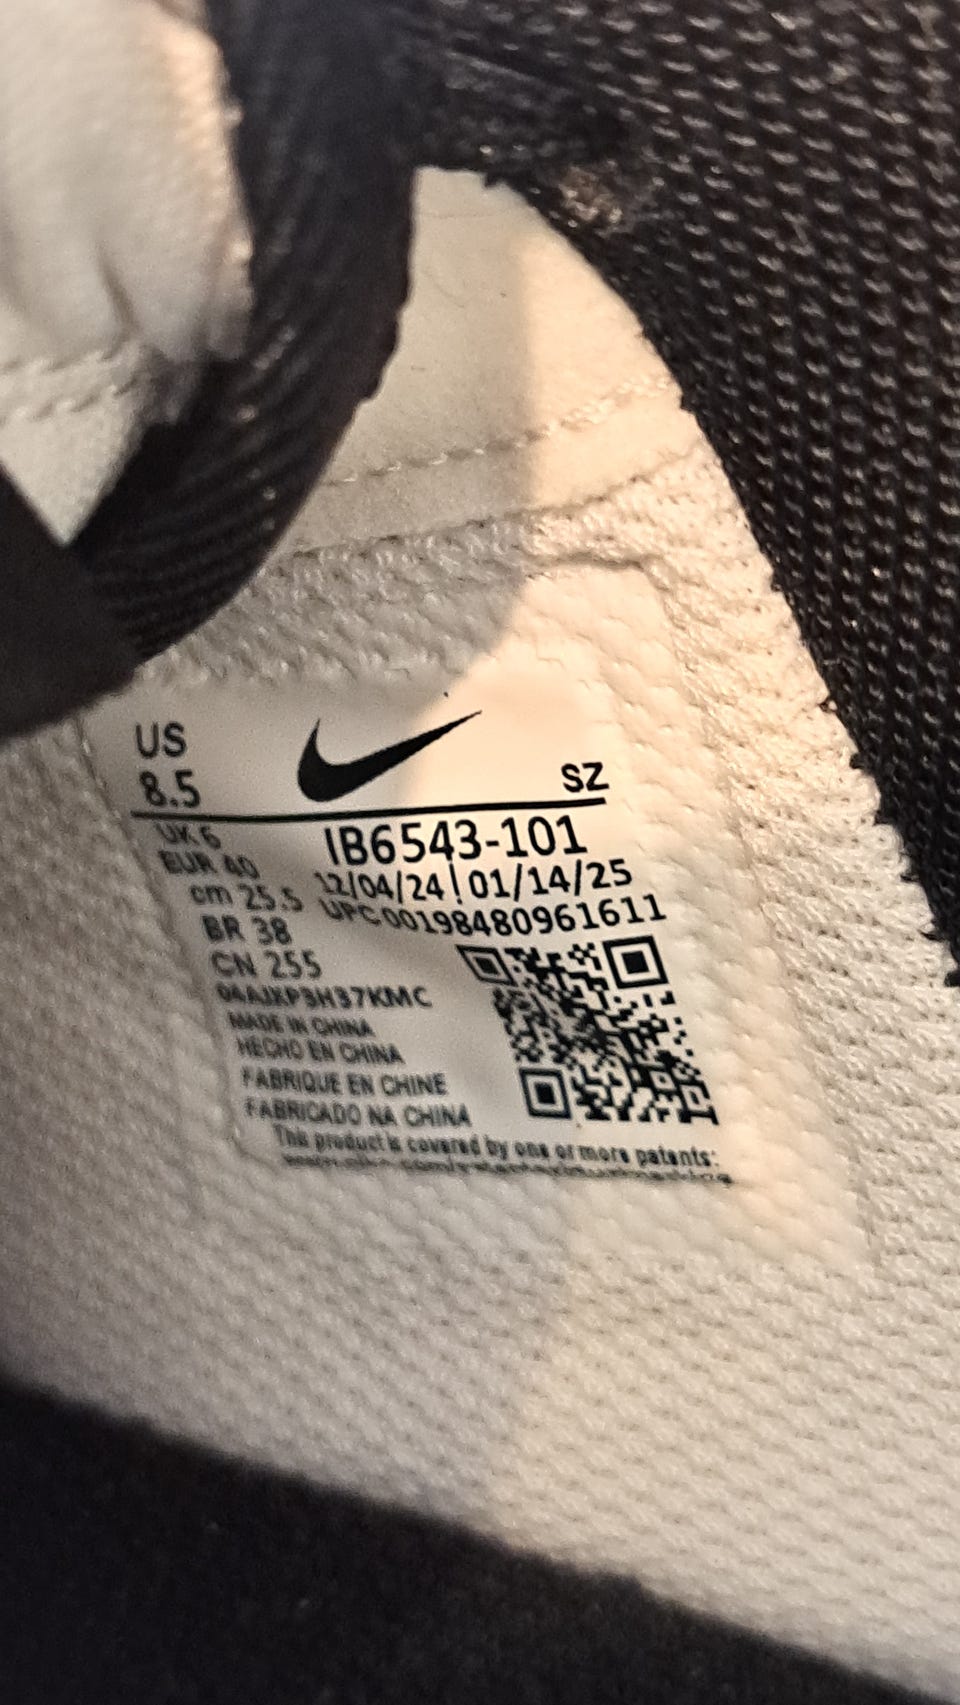 US
8.5
SZ
UK 6
IB6543-101
EUR 40
12/04/24 | 01/14/25
cm 25.5
UPC 00198480961611
BR 38
CN 255
04AJXP3H37KMC
MADE IN CHINA
HECHO EN CHINA
FABRIQUE EN CHINE
FABRICADO NA CHINA
This product is covered by one or more patents: